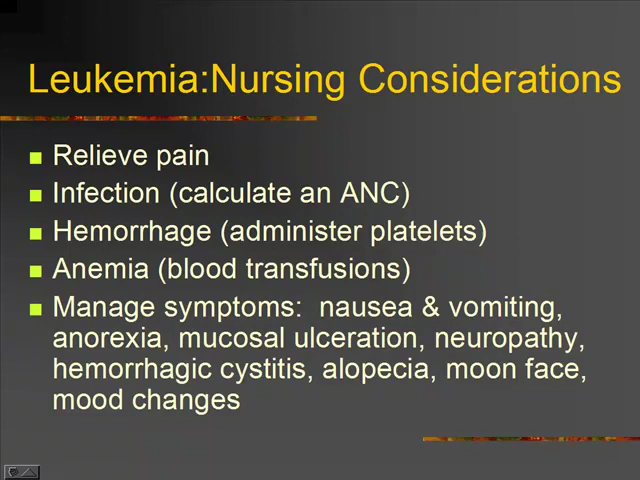 Leukemia:Nursing Considerations
Relieve pain
Infection (calculate an ANC)
Hemorrhage (administer platelets)
Anemia (blood transfusions)
Manage symptoms: nausea & vomiting,
anorexia, mucosal ulceration, neuropathy,
hemorrhagic cystitis, alopecia, moon face,
mood changes